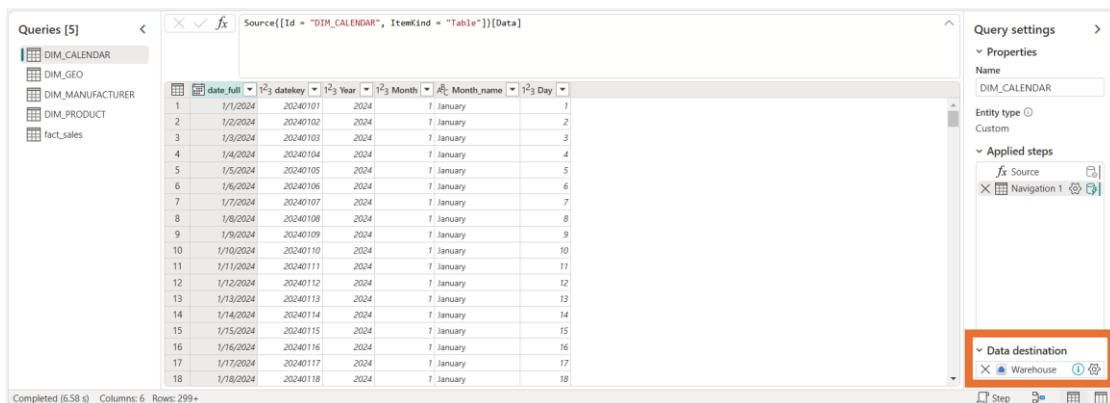 Queries [5]
DIM_CALENDAR
DIM_GEO
DIM_MANUFACTURER
DIM_PRODUCT
fact_sales
fx Source{[Id = "DIM_CALENDAR", ItemKind = "Table"]}[Data]
date_full 123 datekey 123 Year 123 Month ABC Month_name 123 Day
1 1/1/2024 20240101 2024 1 January 1
2 1/2/2024 20240102 2024 1 January 2
3 1/3/2024 20240103 2024 1 January 3
4 1/4/2024 20240104 2024 1 January 4
5 1/5/2024 20240105 2024 1 January 5
6 1/6/2024 20240106 2024 1 January 6
7 1/7/2024 20240107 2024 1 January 7
8 1/8/2024 20240108 2024 1 January 8
9 1/9/2024 20240109 2024 1 January 9
10 1/10/2024 20240110 2024 1 January 10
11 1/11/2024 20240111 2024 1 January 11
12 1/12/2024 20240112 2024 1 January 12
13 1/13/2024 20240113 2024 1 January 13
14 1/14/2024 20240114 2024 1 January 14
15 1/15/2024 20240115 2024 1 January 15
16 1/16/2024 20240116 2024 1 January 16
17 1/17/2024 20240117 2024 1 January 17
18 1/18/2024 20240118 2024 1 January 18
Query settings
Properties
Name
DIM_CALENDAR
Entity type
Custom
Applied steps
fx Source
Navigation 1
Data destination
Warehouse
Completed (6.58 s) Columns: 6 Rows: 299+
Step